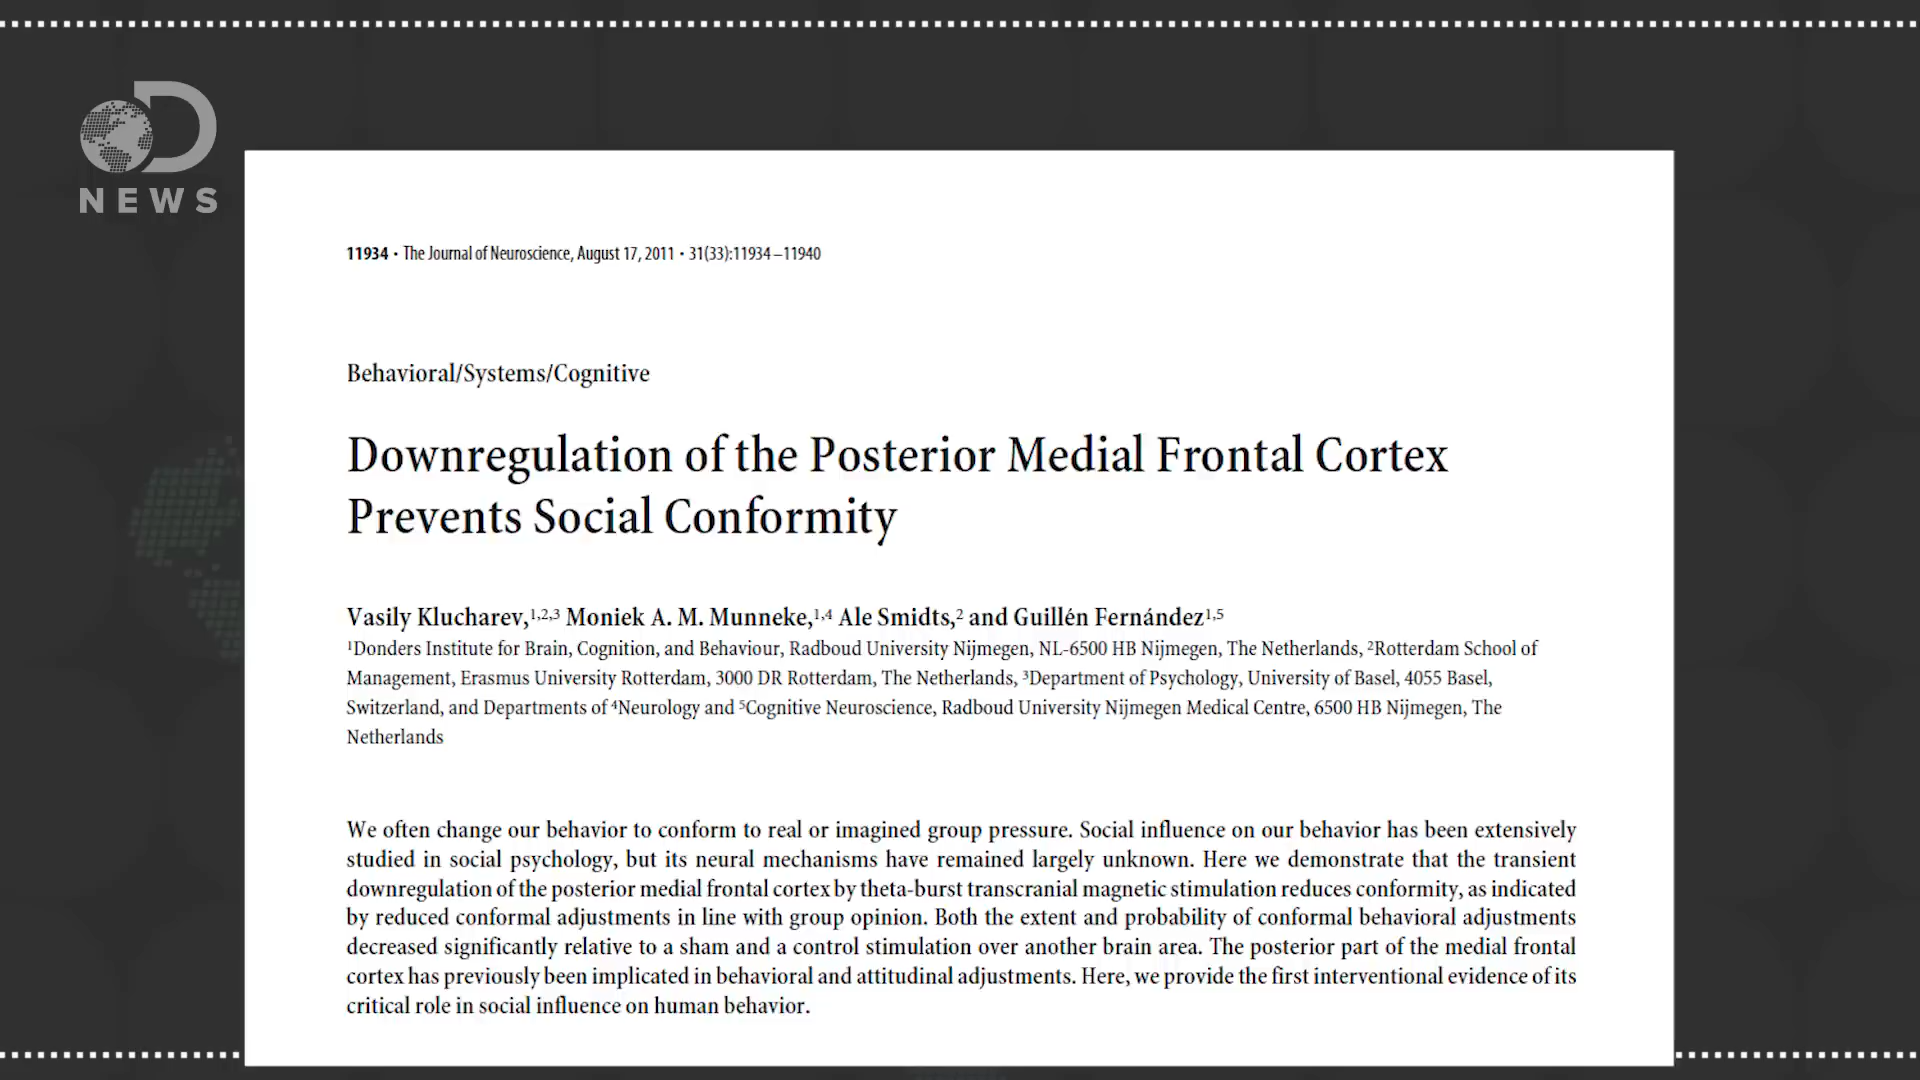 NEWS
11934 • The Journal of Neuroscience, August 17, 2011 • 31(33):11934–11940
Behavioral/Systems/Cognitive
Downregulation of the Posterior Medial Frontal Cortex
Prevents Social Conformity
Vasily Klucharev,1,2,3 Moniek A. M. Munneke,1,4 Ale Smidts,2 and Guillén Fernández1,5
1Donders Institute for Brain, Cognition, and Behaviour, Radboud University Nijmegen, NL-6500 HB Nijmegen, The Netherlands, 2Rotterdam School of
Management, Erasmus University Rotterdam, 3000 DR Rotterdam, The Netherlands, 3Department of Psychology, University of Basel, 4055 Basel,
Switzerland, and Departments of 4Neurology and 5Cognitive Neuroscience, Radboud University Nijmegen Medical Centre, 6500 HB Nijmegen, The
Netherlands
We often change our behavior to conform to real or imagined group pressure. Social influence on our behavior has been extensively
studied in social psychology, but its neural mechanisms have remained largely unknown. Here we demonstrate that the transient
downregulation of the posterior medial frontal cortex by theta-burst transcranial magnetic stimulation reduces conformity, as indicated
by reduced conformal adjustments in line with group opinion. Both the extent and probability of conformal behavioral adjustments
decreased significantly relative to a sham and a control stimulation over another brain area. The posterior part of the medial frontal
cortex has previously been implicated in behavioral and attitudinal adjustments. Here, we provide the first interventional evidence of its
critical role in social influence on human behavior.